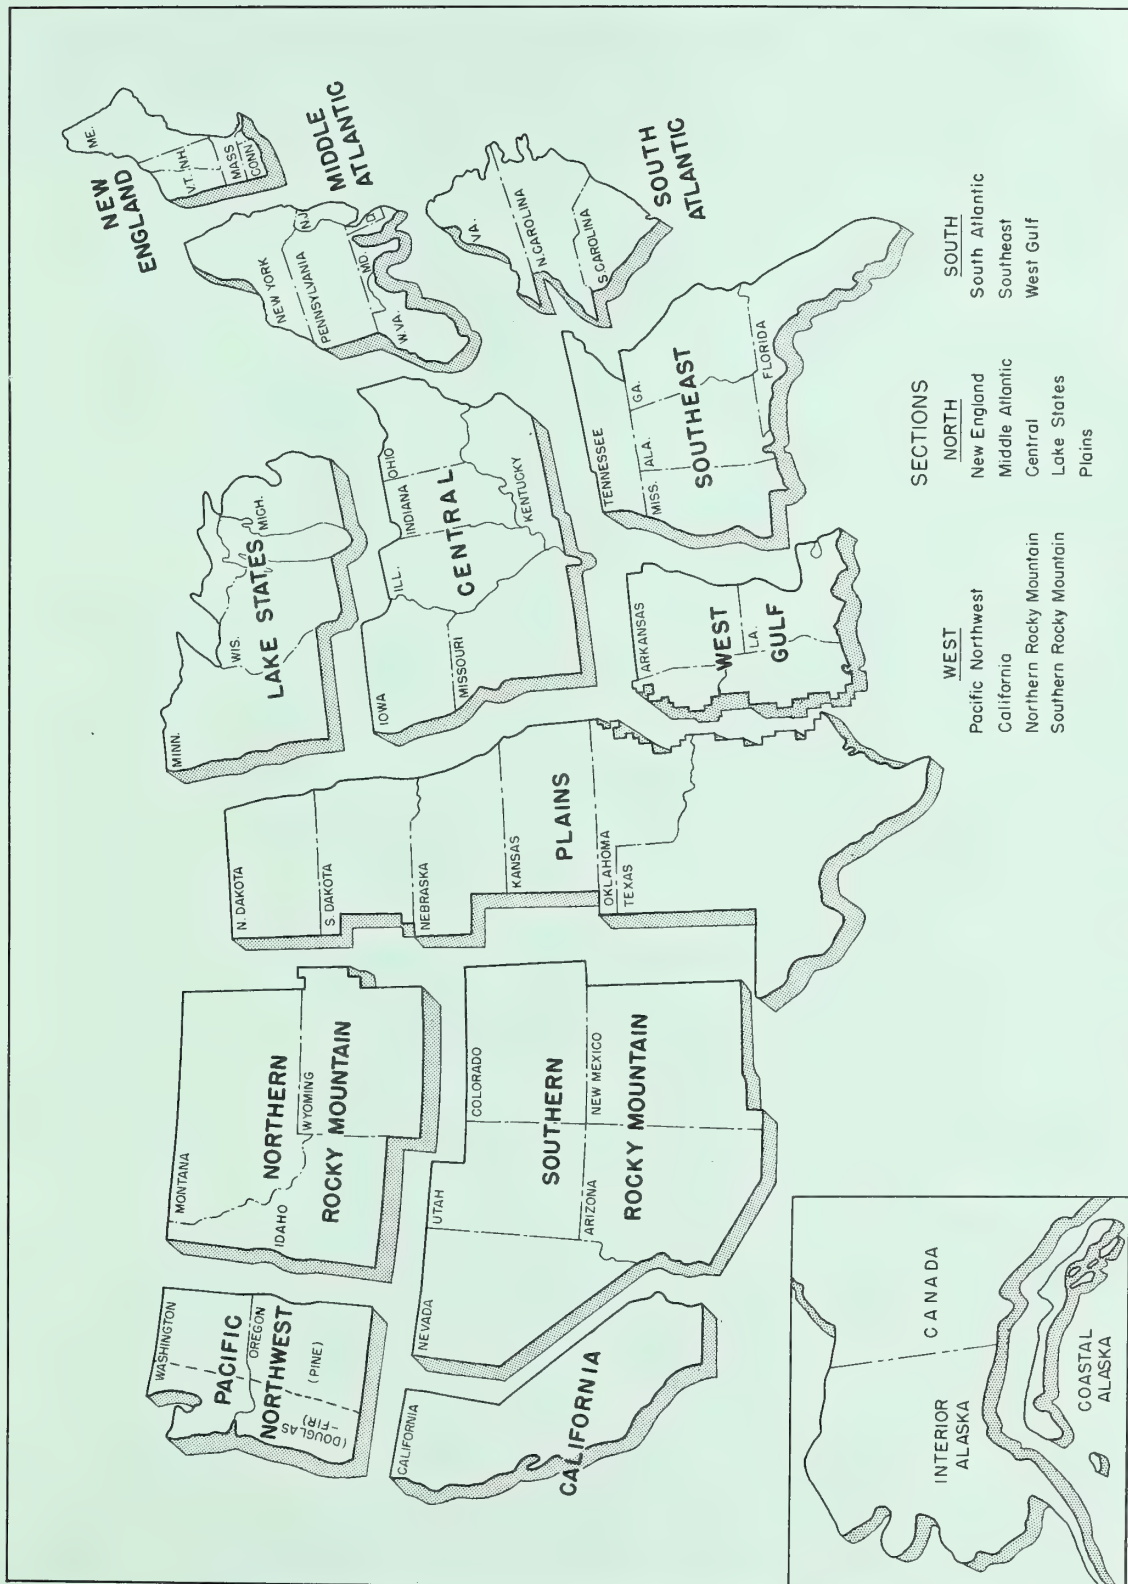 NEW
ENGLAND
ME.
V.T.
N.H.
MASS
CONN.
MIDDLE
ATLANTIC
NEW YORK
N.J.
PENNSYLVANIA
MD.
D.
W.VA.
SOUTH
ATLANTIC
VA.
N.CAROLINA
S.CAROLINA
LAKE STATES
MINN.
WIS.
MICH.
CENTRAL
IOWA
ILL.
INDIANA
OHIO
MISSOURI
KENTUCKY
SOUTHEAST
TENNESSEE
MISS.
ALA.
GA.
FLORIDA
WEST
GULF
ARKANSAS
LA.
PLAINS
N. DAKOTA
S. DAKOTA
NEBRASKA
KANSAS
OKLAHOMA
TEXAS
NORTHERN
ROCKY MOUNTAIN
MONTANA
IDAHO
WYOMING
SOUTHERN
ROCKY MOUNTAIN
NEVADA
UTAH
COLORADO
ARIZONA
NEW MEXICO
PACIFIC
NORTHWEST
WASHINGTON
OREGON
(PINE)
(DOUGLAS
-FIR)
CALIFORNIA
CALIFORNIA
INTERIOR
ALASKA
CANADA
COASTAL
ALASKA
SECTIONS
WEST
Pacific Northwest
California
Northern Rocky Mountain
Southern Rocky Mountain
NORTH
New England
Middle Atlantic
Central
Lake States
Plains
SOUTH
South Atlantic
Southeast
West Gulf